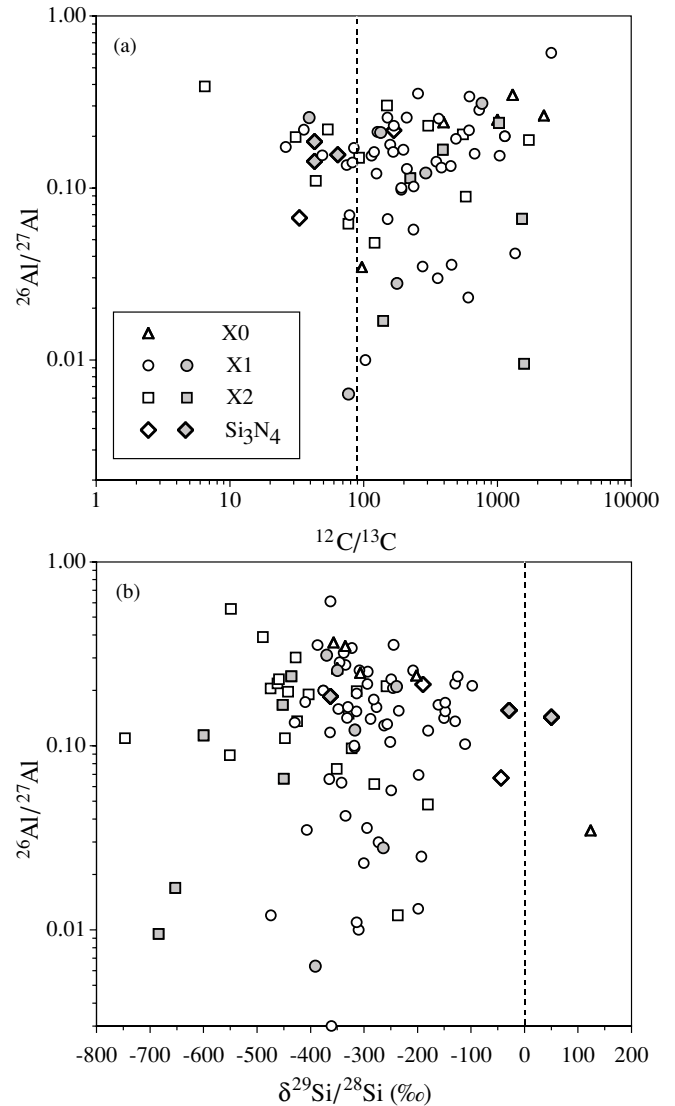 1.00
(a)
0.10
²⁶Al/²⁷Al
0.01
X0
X1
X2
Si₃N₄
1 10 100 1000 10000
¹²C/¹³C
1.00
(b)
0.10
²⁶Al/²⁷Al
0.01
-800 -700 -600 -500 -400 -300 -200 -100 0 100 200
δ²⁹Si/²⁸Si (‰)